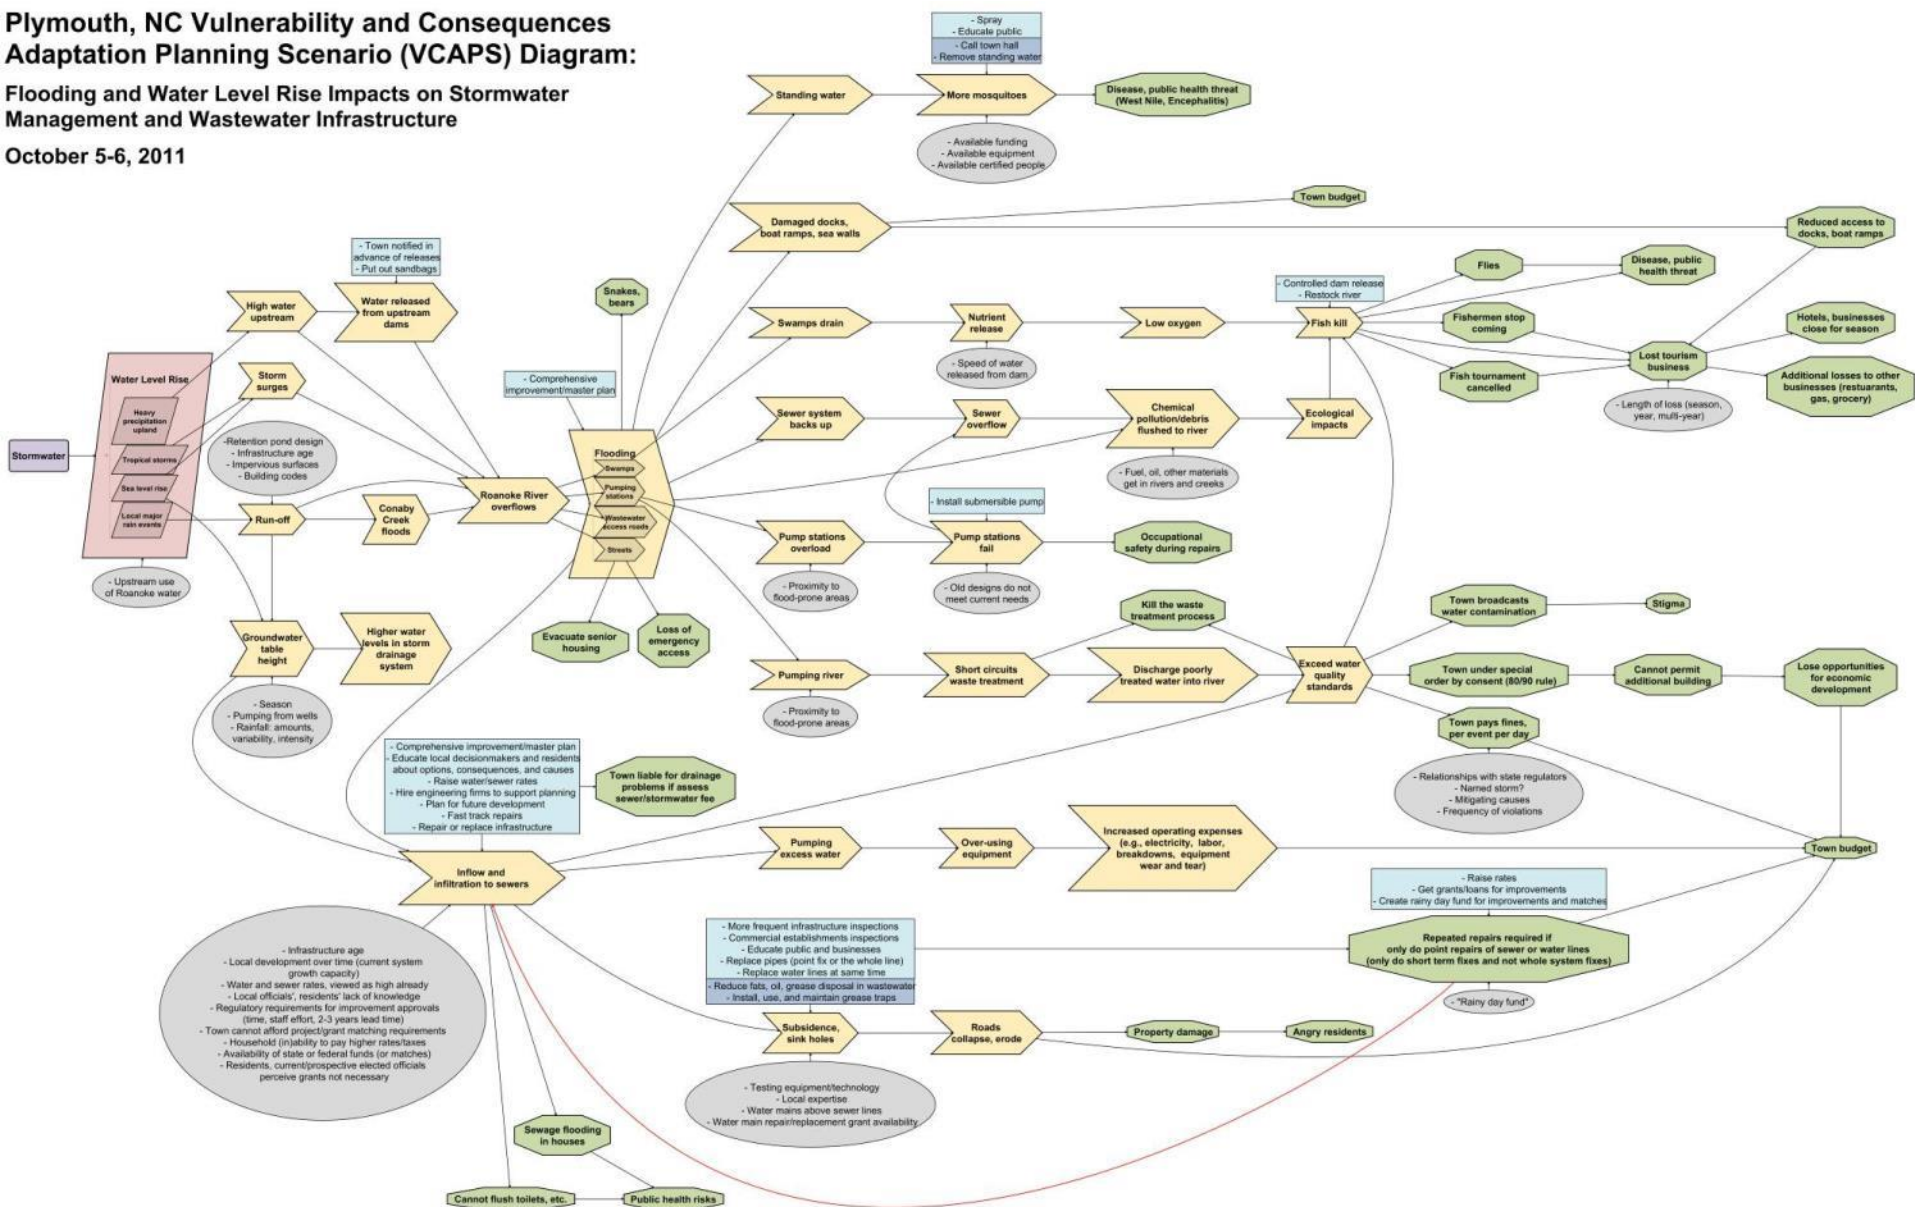 Plymouth, NC Vulnerability and Consequences
Adaptation Planning Scenario (VCAPS) Diagram:
Flooding and Water Level Rise Impacts on Stormwater
Management and Wastewater Infrastructure
October 5-6, 2011
- Spray
- Educate public
- Call town hall
- Remove standing water
Standing water
More mosquitoes
Disease, public health threat
(West Nile, Encephalitis)
- Available funding
- Available equipment
- Available certified people
Town budget
Damaged docks,
boat ramps, sea walls
Reduced access to
docks, boat ramps
- Town notified in
advance of releases
- Put out sandbags
High water
upstream
Water released
from upstream
dams
Snakes,
bears
Swamps drain
Nutrient
release
- Speed of water
released from dam
Low oxygen
- Controlled dam release
- Restock river
Fish kill
Flies
Disease, public
health threat
Fishermen stop
coming
Fish tournament
cancelled
Lost tourism
business
- Length of loss (season,
year, multi-year)
Hotels, businesses
close for season
Additional losses to other
businesses (restuarants,
gas, grocery)
Stormwater
Water Level Rise
Heavy
precipitation
upland
Tropical storms
Sea level rise
Local major
rain events
- Upstream use
of Roanoke water
Storm
surges
-Retention pond design
- Infrastructure age
- Impervious surfaces
- Building codes
Run-off
Conaby
Creek
floods
Roanoke River
overflows
- Comprehensive
improvement/master plan
Flooding
Swamps
Pumping
stations
Wastewater
access roads
Streets
Evacuate senior
housing
Loss of
emergency
access
Sewer system
backs up
Sewer
overflow
Chemical
pollution/debris
flushed to river
- Fuel, oil, other materials
get in rivers and creeks
Ecological
impacts
Pump stations
overload
- Proximity to
flood-prone areas
- Install submersible pump
Pump stations
fail
- Old designs do not
meet current needs
Occupational
safety during repairs
Groundwater
table
height
Higher water
levels in storm
drainage
system
- Season
- Pumping from wells
- Rainfall: amounts,
variability, intensity
Pumping river
- Proximity to
flood-prone areas
Short circuits
waste treatment
Kill the waste
treatment process
Discharge poorly
treated water into river
Exceed water
quality
standards
Town broadcasts
water contamination
Stigma
Town under special
order by consent (80/90 rule)
Cannot permit
additional building
Lose opportunities
for economic
development
Town pays fines,
per event per day
- Relationships with state regulators
- Named storm?
- Mitigating causes
- Frequency of violations
- Comprehensive improvement/master plan
- Educate local decisionmakers and residents
about options, consequences, and causes
- Raise water/sewer rates
- Hire engineering firms to support planning
- Plan for future development
- Fast track repairs
- Repair or replace infrastructure
Town liable for drainage
problems if assess
sewer/stormwater fee
Inflow and
infiltration to sewers
Pumping
excess water
Over-using
equipment
Increased operating expenses
(e.g., electricity, labor,
breakdowns, equipment
wear and tear)
Town budget
- Raise rates
- Get grants/loans for improvements
- Create rainy day fund for improvements and matches
Repeated repairs required if
only do point repairs of sewer or water lines
(only do short term fixes and not whole system fixes)
- "Rainy day fund"
- Infrastructure age
- Local development over time (current system
growth capacity)
- Water and sewer rates, viewed as high already
- Local officials', residents' lack of knowledge
- Regulatory requirements for improvement approvals
(time, staff effort, 2-3 years lead time)
- Town cannot afford project/grant matching requirements
- Household (in)ability to pay higher rates/taxes
- Availability of state or federal funds (or matches)
- Residents, current/prospective elected officials
perceive grants not necessary
- More frequent infrastructure inspections
- Commercial establishments inspections
- Educate public and businesses
- Replace pipes (point fix or the whole line)
- Replace water lines at same time
- Reduce fats, oil, grease disposal in wastewater
- Install, use, and maintain grease traps
Subsidence,
sink holes
Roads
collapse, erode
Property damage
Angry residents
- Testing equipment/technology
- Local expertise
- Water mains above sewer lines
- Water main repair/replacement grant availability
Sewage flooding
in houses
Cannot flush toilets, etc.
Public health risks